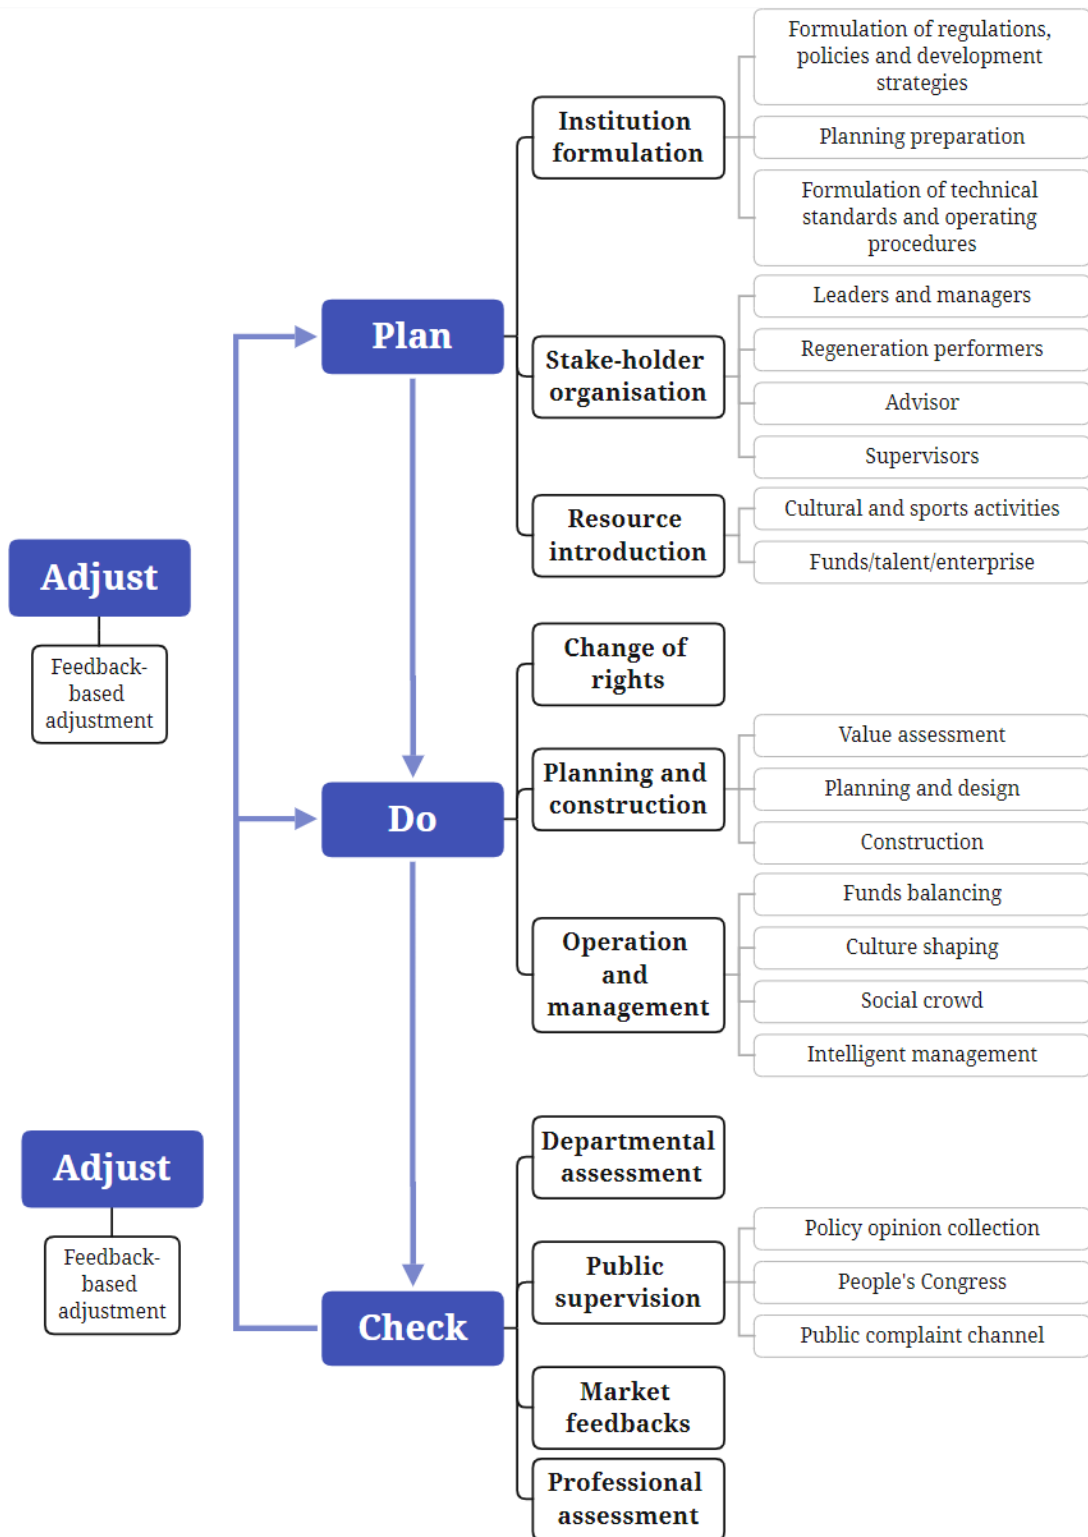 Formulation of regulations,
policies and development
strategies
Institution
formulation
Planning preparation
Formulation of technical
standards and operating
procedures
Plan
Leaders and managers
Stake-holder
organisation
Regeneration performers
Advisor
Supervisors
Resource
introduction
Cultural and sports activities
Funds/talent/enterprise
Adjust
Feedback-
based
adjustment
Change of
rights
Do
Planning and
construction
Value assessment
Planning and design
Construction
Operation
and
management
Funds balancing
Culture shaping
Social crowd
Intelligent management
Adjust
Feedback-
based
adjustment
Check
Departmental
assessment
Public
supervision
Policy opinion collection
People's Congress
Public complaint channel
Market
feedbacks
Professional
assessment